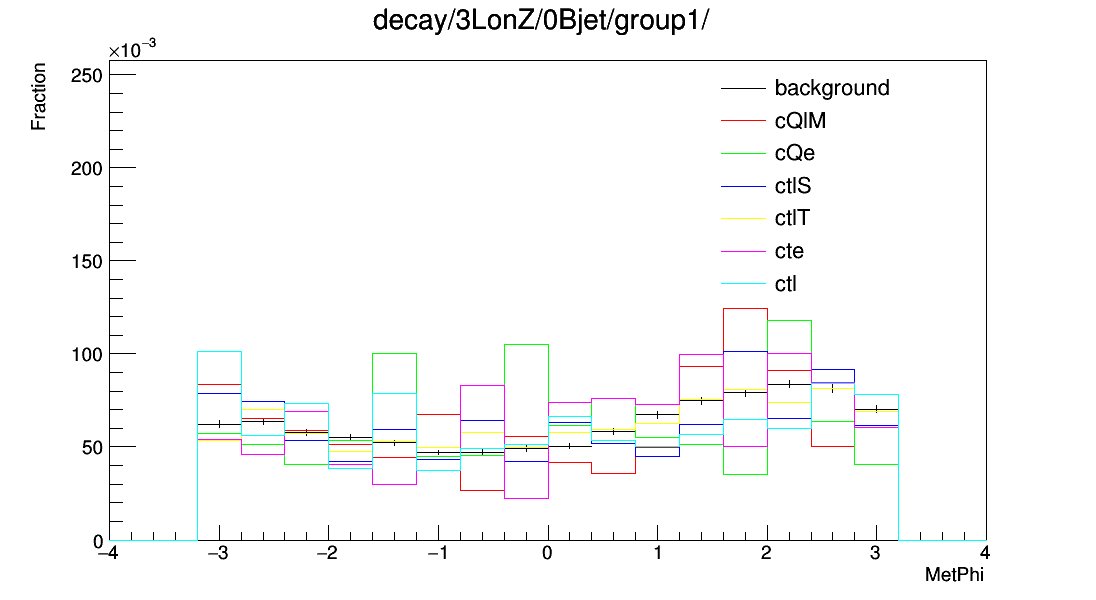 decay/3LonZ/0Bjet/group1/
×10−3
Fraction
250
200
150
100
50
0
background
cQlM
cQe
ctlS
ctlT
cte
ctl
−4 −3 −2 −1 0 1 2 3 4
MetPhi